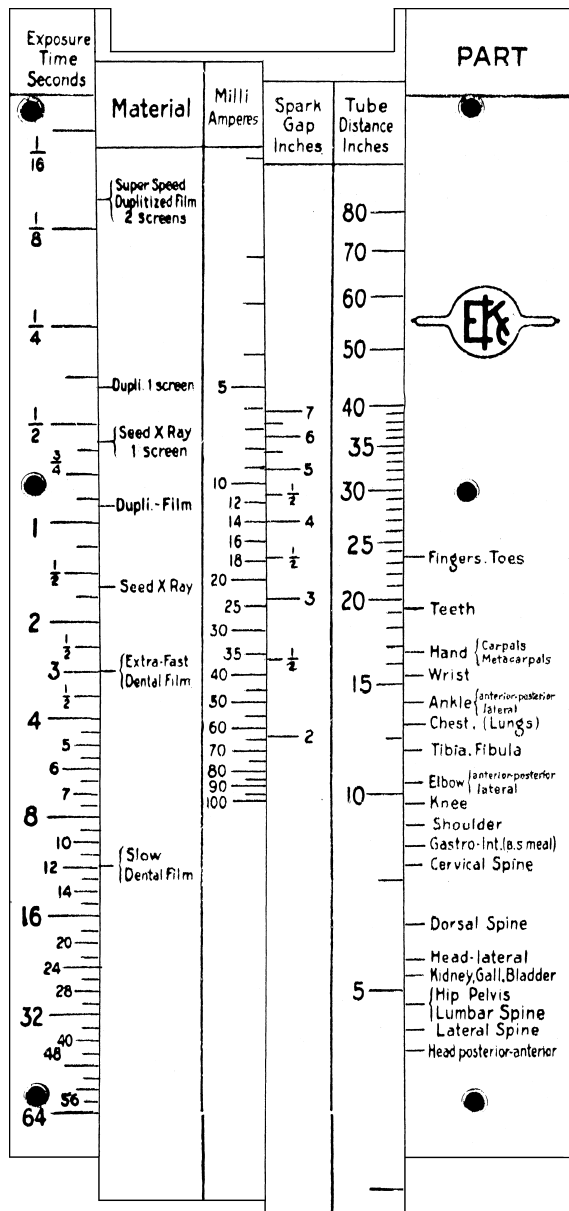 Exposure
Time
Seconds
1/16
1/8
1/4
1/2
3/4
1
1/2
2
1/2
3
1/2
4
5
6
7
8
10
12
14
16
20
24
28
32
40
48
56
64
Material
Super Speed
Duplitized Film
2 screens
Dupli. 1 screen
Seed X Ray
1 screen
Dupli.-Film
Seed X Ray
Extra-Fast
Dental Film
Slow
Dental Film
Milli
Amperes
5
10
12
14
16
18
20
25
30
35
40
50
60
70
80
90
100
Spark
Gap
Inches
7
6
5
1/2
4
1/2
3
1/2
2
Tube
Distance
Inches
80
70
60
50
40
35
30
25
20
15
10
5
PART
EK Co
Fingers. Toes
Teeth
Hand { Carpals
Metacarpals
Wrist
Ankle { anterior-posterior
lateral
Chest. (Lungs)
Tibia. Fibula
Elbow { anterior-posterior
lateral
Knee
Shoulder
Gastro-Int. (B.S meal)
Cervical Spine
Dorsal Spine
Head-lateral
Kidney, Gall. Bladder
Hip Pelvis
Lumbar Spine
Lateral Spine
Head posterior-anterior